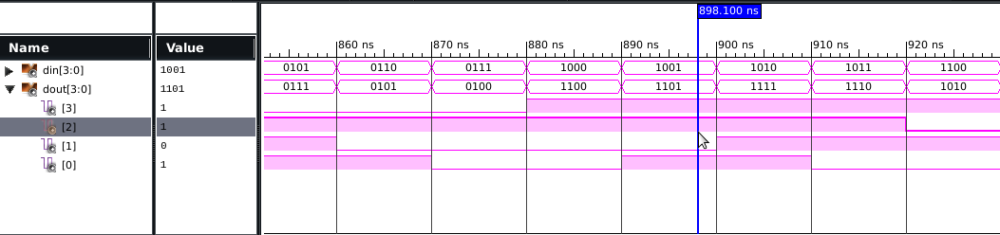 898.100 ns
Name Value
860 ns 870 ns 880 ns 890 ns 900 ns 910 ns 920 ns
din[3:0] 1001 0101 0110 0111 1000 1001 1010 1011 1100
dout[3:0] 1101 0111 0101 0100 1100 1101 1111 1110 1010
[3] 1
[2] 1
[1] 0
[0] 1